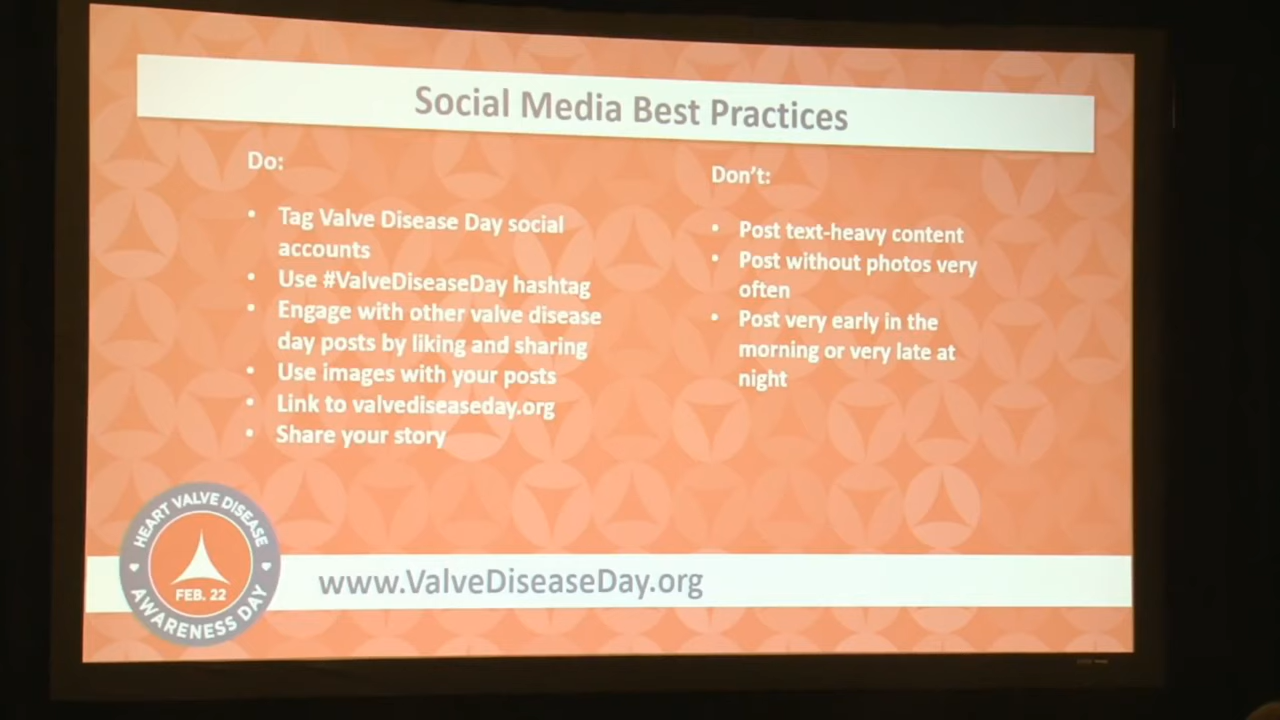 Social Media Best Practices
Do:
• Tag Valve Disease Day social
accounts
• Use #ValveDiseaseDay hashtag
• Engage with other valve disease
day posts by liking and sharing
• Use images with your posts
• Link to valvediseaseday.org
• Share your story
Don't:
• Post text-heavy content
• Post without photos very
often
• Post very early in the
morning or very late at
night
HEART VALVE DISEASE
FEB. 22
AWARENESS DAY
www.ValveDiseaseDay.org